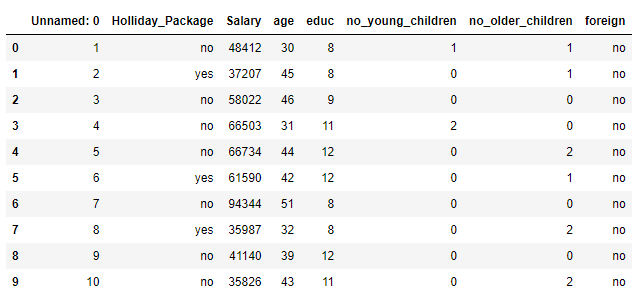 Unnamed: 0 Holliday_Package Salary age educ no_young_children no_older_children foreign
0 1 no 48412 30 8 1 1 no
1 2 yes 37207 45 8 0 1 no
2 3 no 58022 46 9 0 0 no
3 4 no 66503 31 11 2 0 no
4 5 no 66734 44 12 0 2 no
5 6 yes 61590 42 12 0 1 no
6 7 no 94344 51 8 0 0 no
7 8 yes 35987 32 8 0 2 no
8 9 no 41140 39 12 0 0 no
9 10 no 35826 43 11 0 2 no